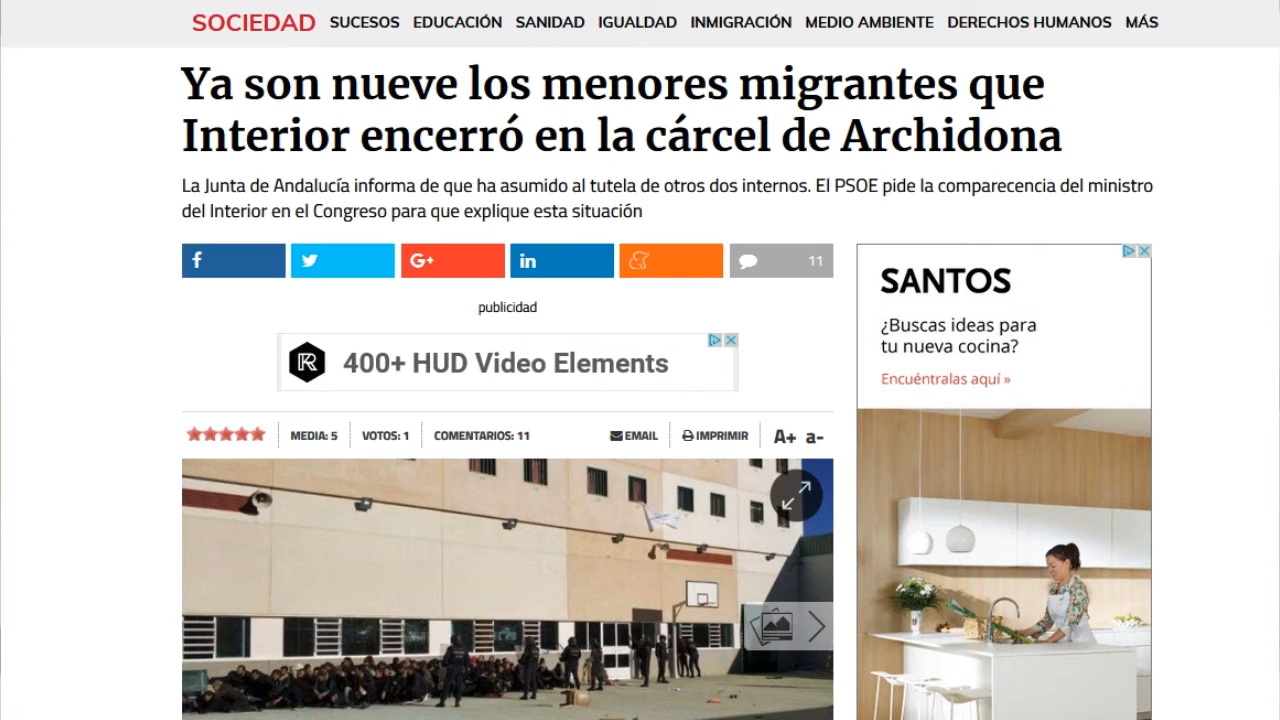 SOCIEDAD SUCESOS EDUCACIÓN SANIDAD IGUALDAD INMIGRACIÓN MEDIO AMBIENTE DERECHOS HUMANOS MÁS
Ya son nueve los menores migrantes que
Interior encerró en la cárcel de Archidona
La Junta de Andalucía informa de que ha asumido al tutela de otros dos internos. El PSOE pide la comparecencia del ministro
del Interior en el Congreso para que explique esta situación
f G+ in 11
publicidad
R 400+ HUD Video Elements
MEDIA: 5 VOTOS: 1 COMENTARIOS: 11 EMAIL IMPRIMIR A+ a-
SANTOS
¿Buscas ideas para
tu nueva cocina?
Encuéntralas aquí »